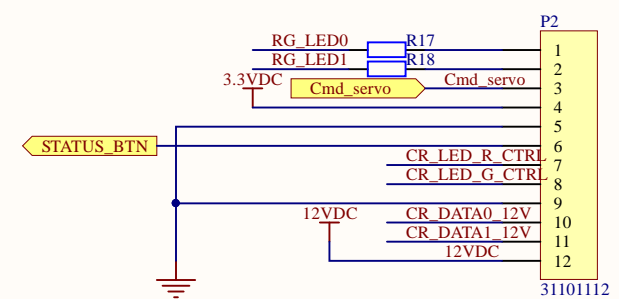 P2
RG_LED0 R17 1
RG_LED1 R18 2
3.3VDC Cmd_servo Cmd_servo 3
4
5
STATUS_BTN 6
CR_LED_R_CTRL 7
CR_LED_G_CTRL 8
9
12VDC CR_DATA0_12V 10
CR_DATA1_12V 11
12VDC 12
31101112